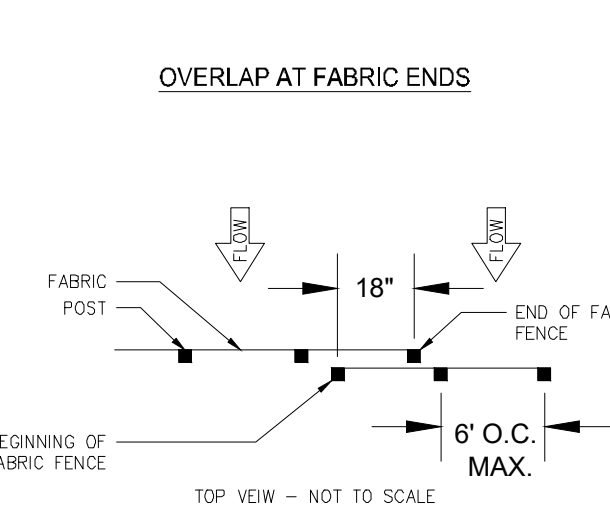 OVERLAP AT FABRIC ENDS
FLOW
FLOW
18"
FABRIC
POST
END OF FA
FENCE
6' O.C.
MAX.
EGINNING OF
ABRIC FENCE
TOP VEIW - NOT TO SCALE